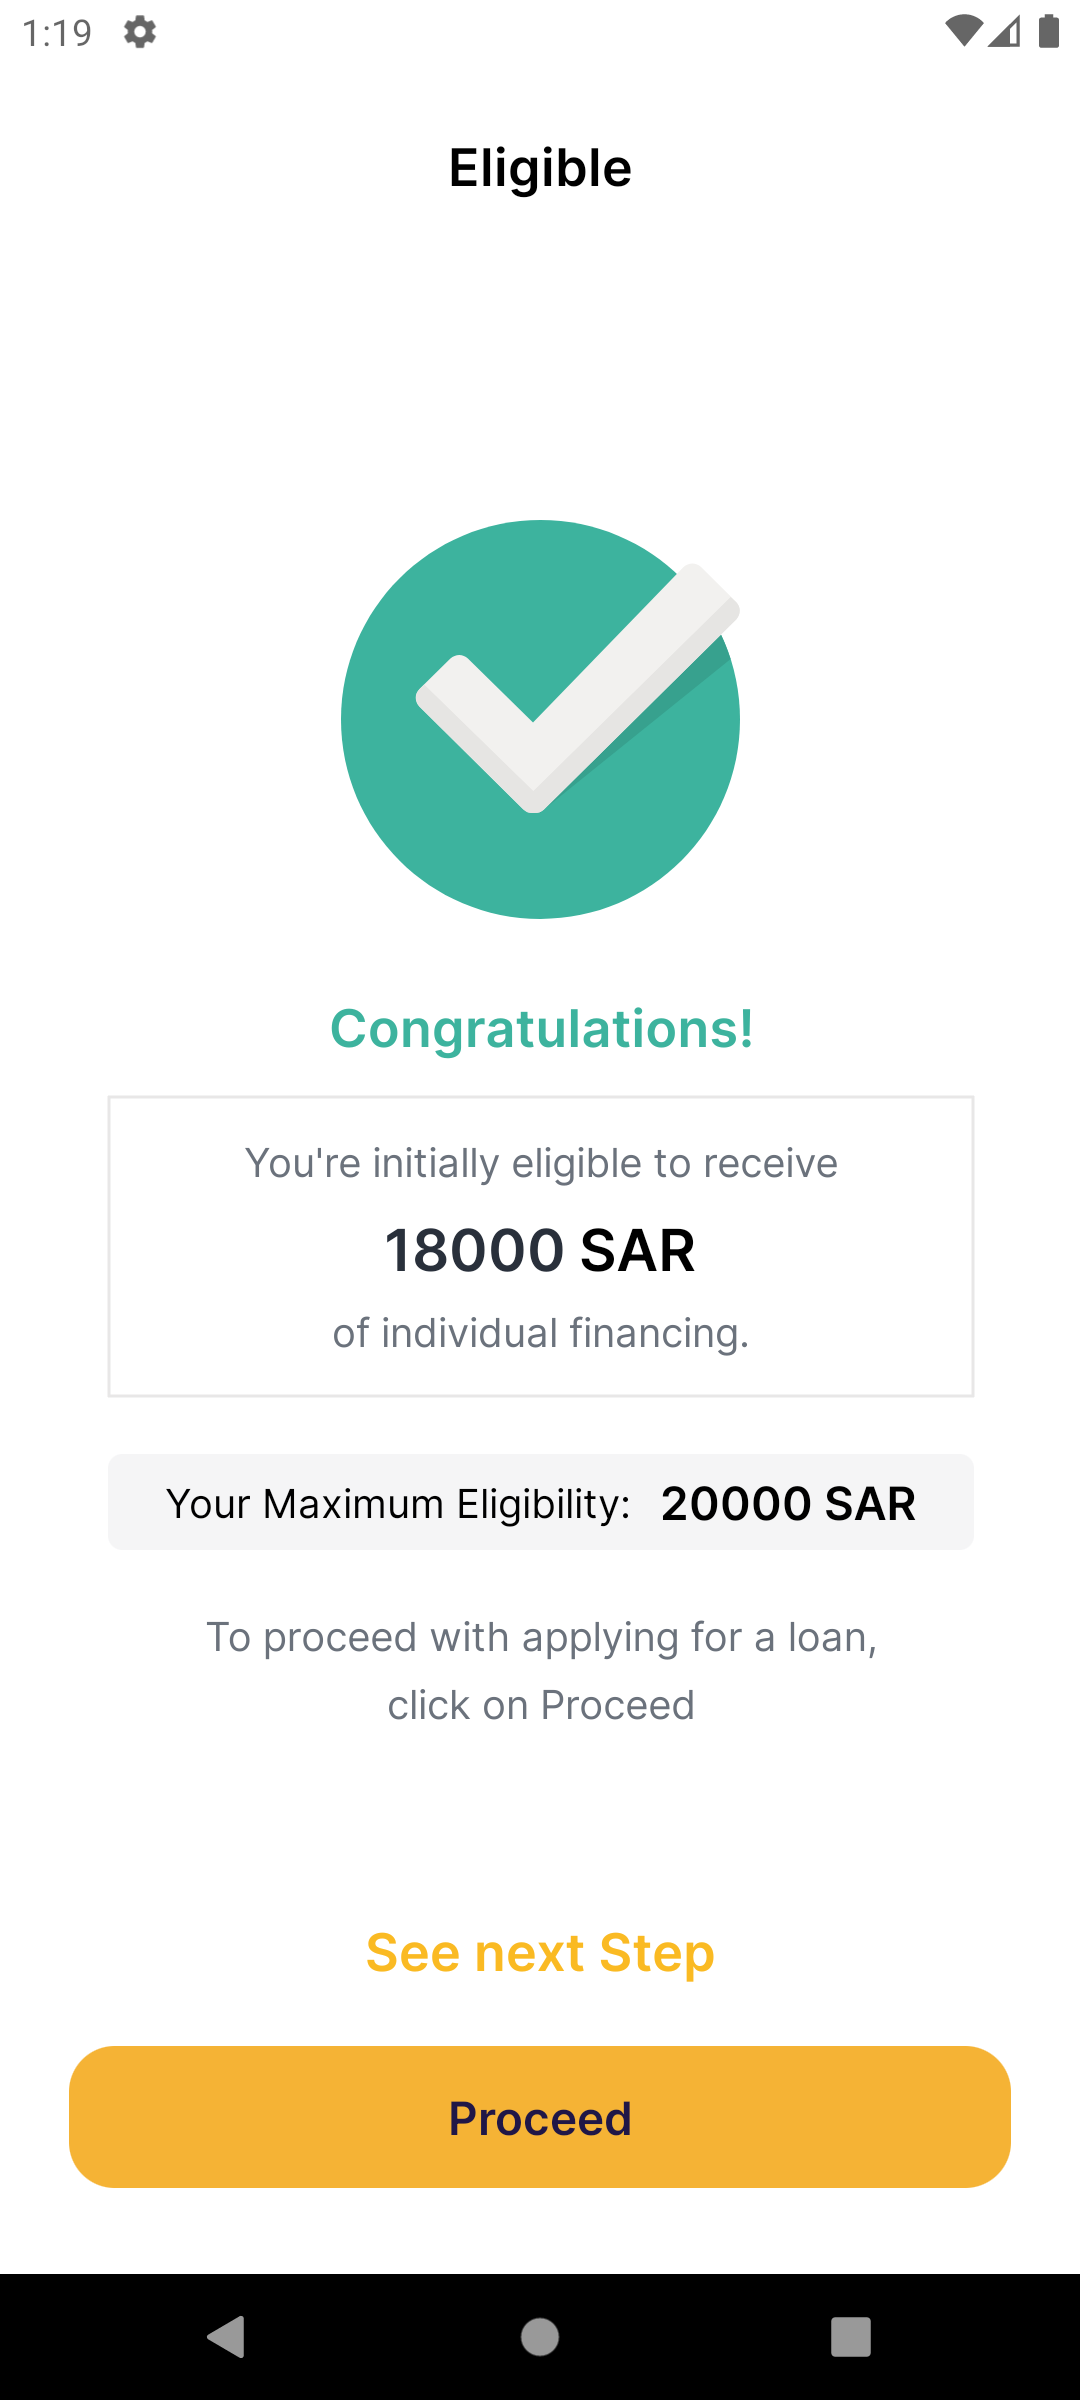 1:19
Eligible
Congratulations!
You're initially eligible to receive
18000 SAR
of individual financing.
Your Maximum Eligibility: 20000 SAR
To proceed with applying for a loan,
click on Proceed
See next Step
Proceed